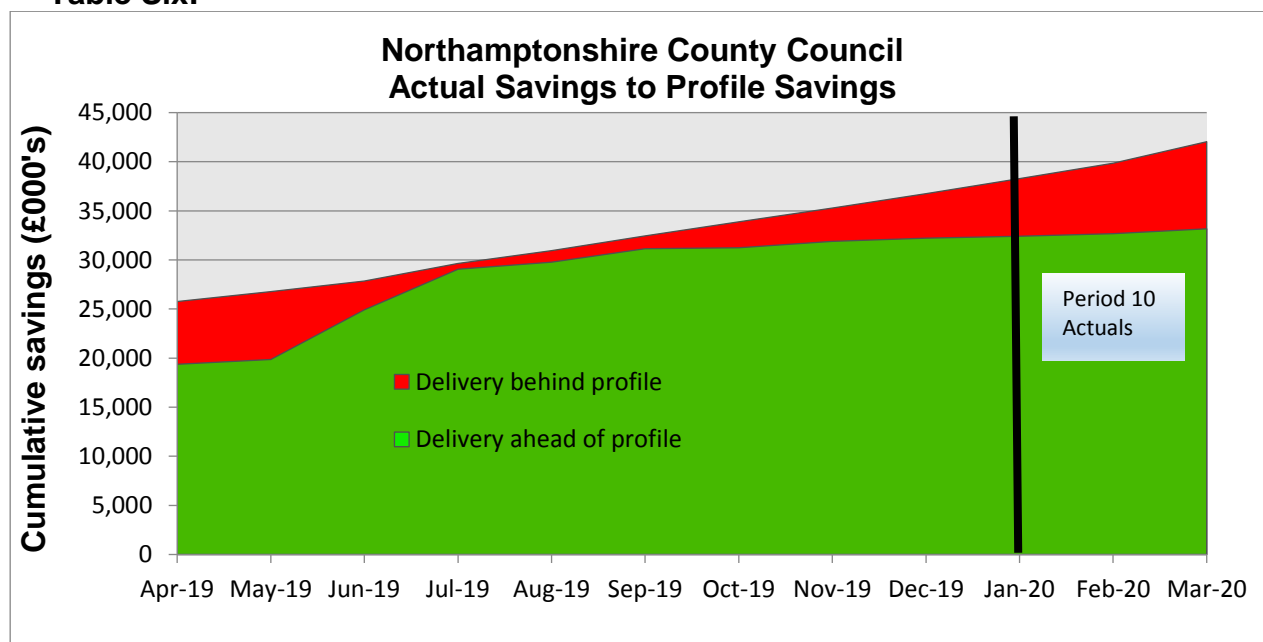 Table Six:
Northamptonshire County Council
Actual Savings to Profile Savings
Cumulative savings (£000's)
45,000
40,000
35,000
30,000
25,000
20,000
15,000
10,000
5,000
0
Period 10
Actuals
Delivery behind profile
Delivery ahead of profile
Apr-19 May-19 Jun-19 Jul-19 Aug-19 Sep-19 Oct-19 Nov-19 Dec-19 Jan-20 Feb-20 Mar-20